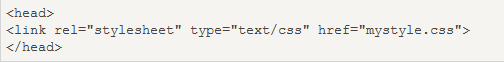 <head>
<link rel="stylesheet" type="text/css" href="mystyle.css">
</head>